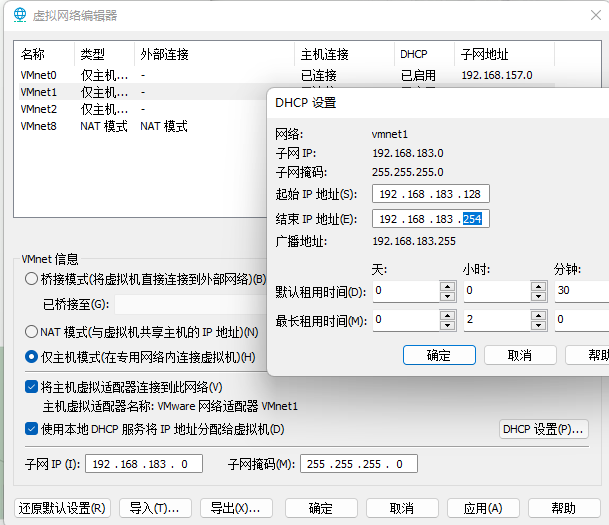 虚拟网络编辑器
名称 类型 外部连接 主机连接 DHCP 子网地址
VMnet0 仅主机... - 已连接 已启用 192.168.157.0
VMnet1 仅主机... -
VMnet2 仅主机... -
VMnet8 NAT 模式 NAT 模式
DHCP 设置
网络: vmnet1
子网 IP: 192.168.183.0
子网掩码: 255.255.255.0
起始 IP 地址(S): 192 .168 .183 .128
结束 IP 地址(E): 192 .168 .183 .254
广播地址: 192.168.183.255
天: 小时: 分钟:
默认租用时间(D): 0 0 30
最长租用时间(M): 0 2 0
确定 取消 帮助
VMnet 信息
桥接模式(将虚拟机直接连接到外部网络)(B)
已桥接至(G):
NAT 模式(与虚拟机共享主机的 IP 地址)(N)
仅主机模式(在专用网络内连接虚拟机)(H)
将主机虚拟适配器连接到此网络(V)
主机虚拟适配器名称: VMware 网络适配器 VMnet1
使用本地 DHCP 服务将 IP 地址分配给虚拟机(D) DHCP 设置(P)...
子网 IP (I): 192 .168 .183 . 0 子网掩码(M): 255 .255 .255 . 0
还原默认设置(R) 导入(T)... 导出(X)... 确定 取消 应用(A) 帮助